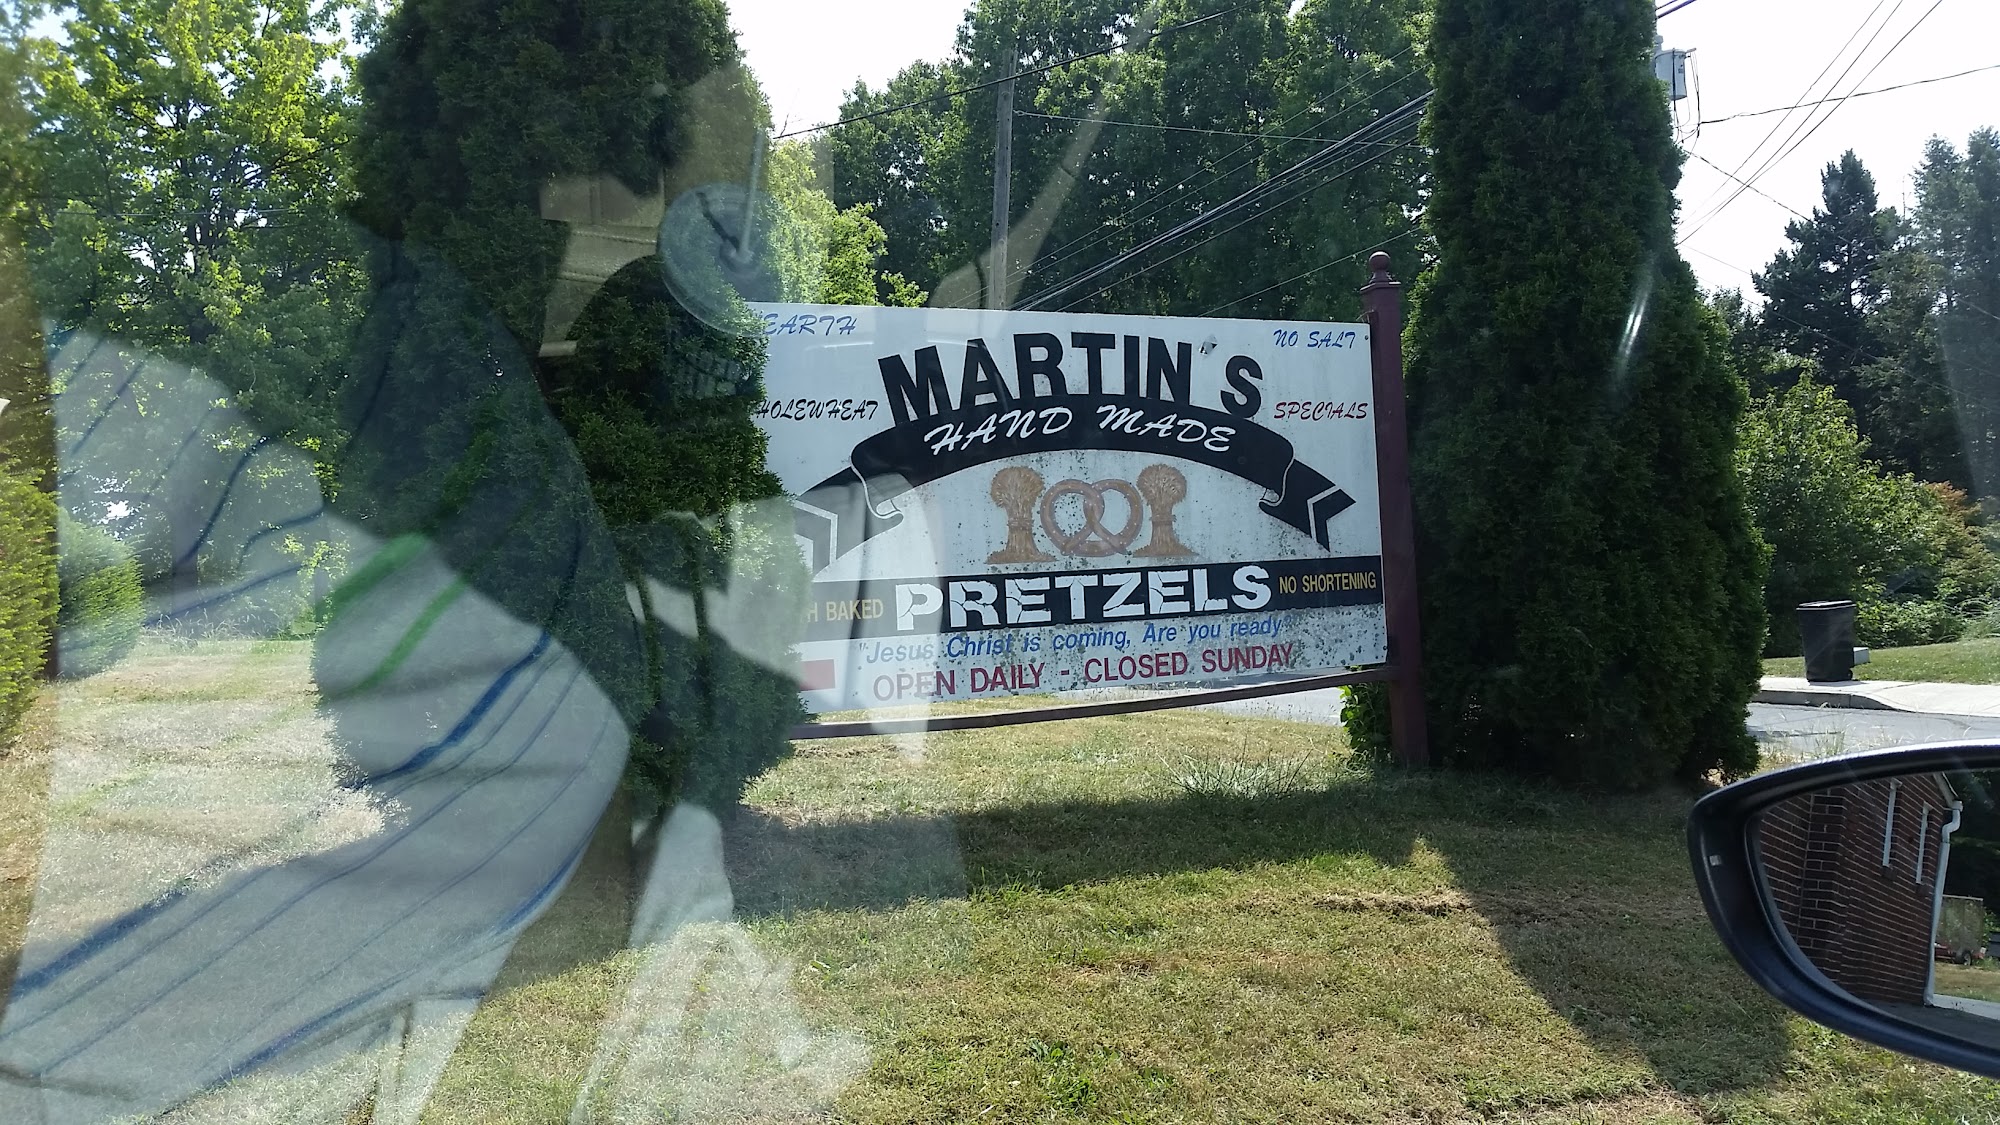 EARTH
NO SALT
MARTIN'S
HOLEWHEAT
SPECIALS
HAND MADE
H BAKED
PRETZELS
NO SHORTENING
"Jesus Christ is coming, Are you ready"
OPEN DAILY - CLOSED SUNDAY